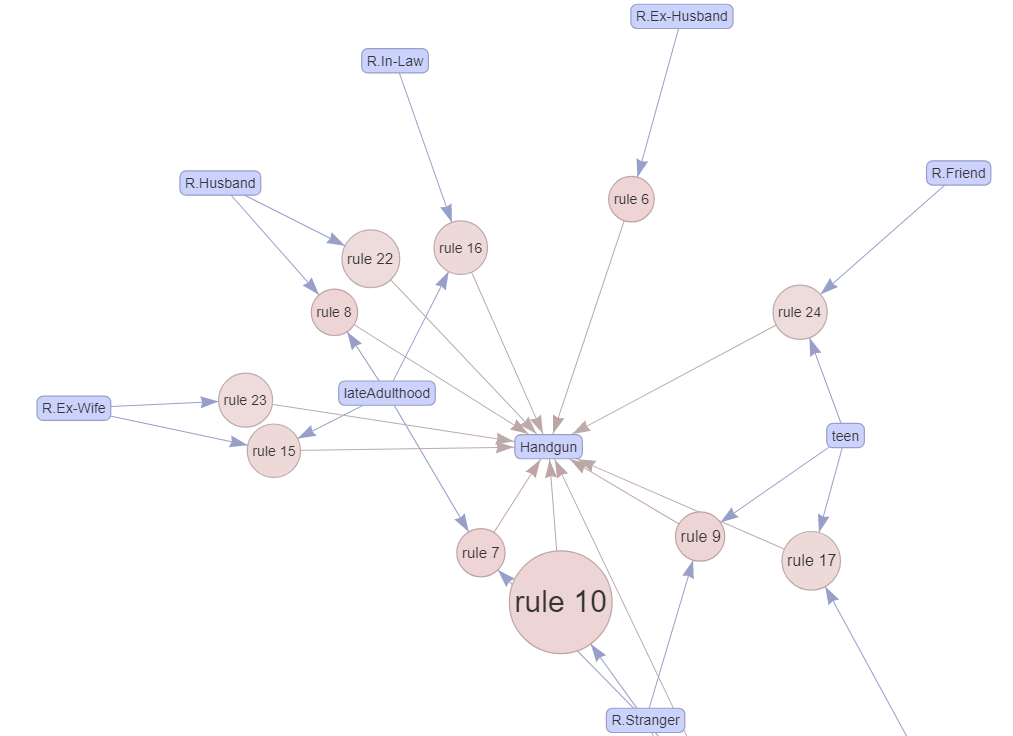 R.Ex-Husband
R.In-Law
R.Friend
R.Husband
rule 6
rule 16
rule 22
rule 8
rule 24
lateAdulthood
rule 23
R.Ex-Wife
teen
Handgun
rule 15
rule 9
rule 7
rule 17
rule 10
R.Stranger